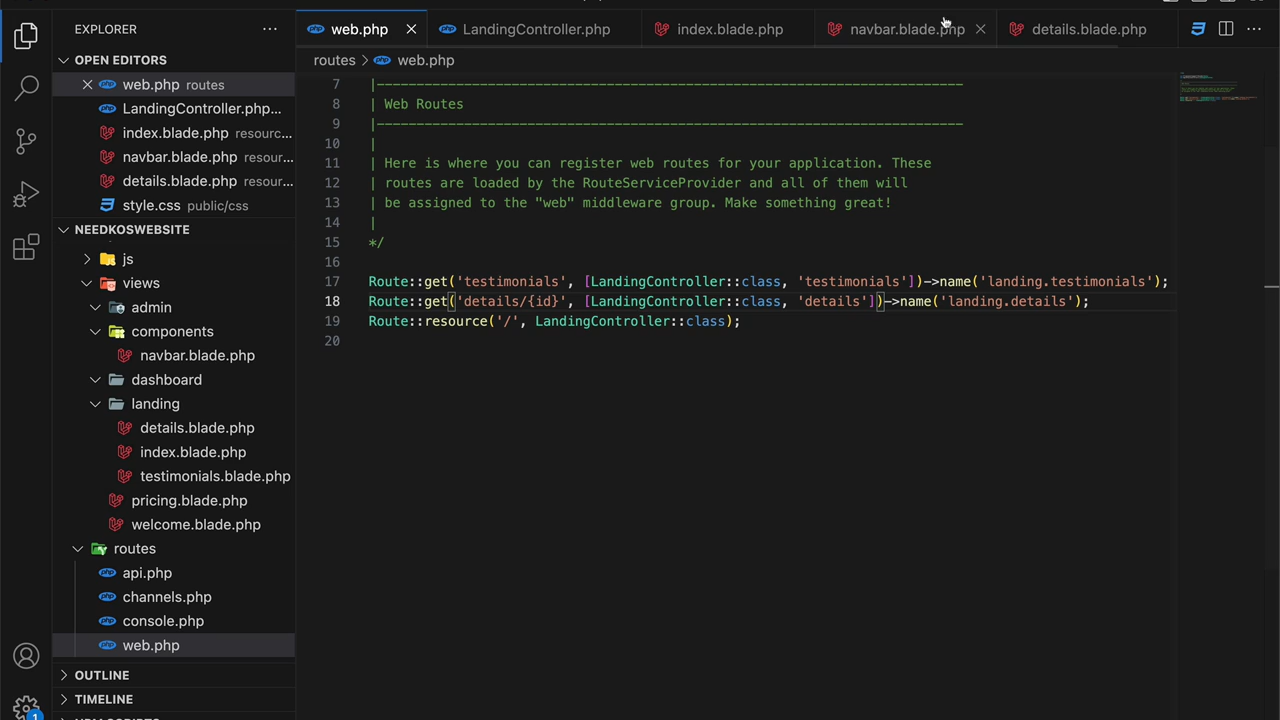 EXPLORER
OPEN EDITORS
web.php routes
LandingController.php...
index.blade.php resourc...
navbar.blade.php resour...
details.blade.php resour...
style.css public/css
NEEDKOSWEBSITE
js
views
admin
components
navbar.blade.php
dashboard
landing
details.blade.php
index.blade.php
testimonials.blade.php
pricing.blade.php
welcome.blade.php
routes
api.php
channels.php
console.php
web.php
OUTLINE
TIMELINE
1
web.php
LandingController.php
index.blade.php
navbar.blade.php
details.blade.php
routes > web.php
7 |--------------------------------------------------------------------------
8 | Web Routes
9 |--------------------------------------------------------------------------
10 |
11 | Here is where you can register web routes for your application. These
12 | routes are loaded by the RouteServiceProvider and all of them will
13 | be assigned to the "web" middleware group. Make something great!
14 |
15 */
16
17 Route::get('testimonials', [LandingController::class, 'testimonials'])->name('landing.testimonials');
18 Route::get('details/{id}', [LandingController::class, 'details'])->name('landing.details');
19 Route::resource('/', LandingController::class);
20